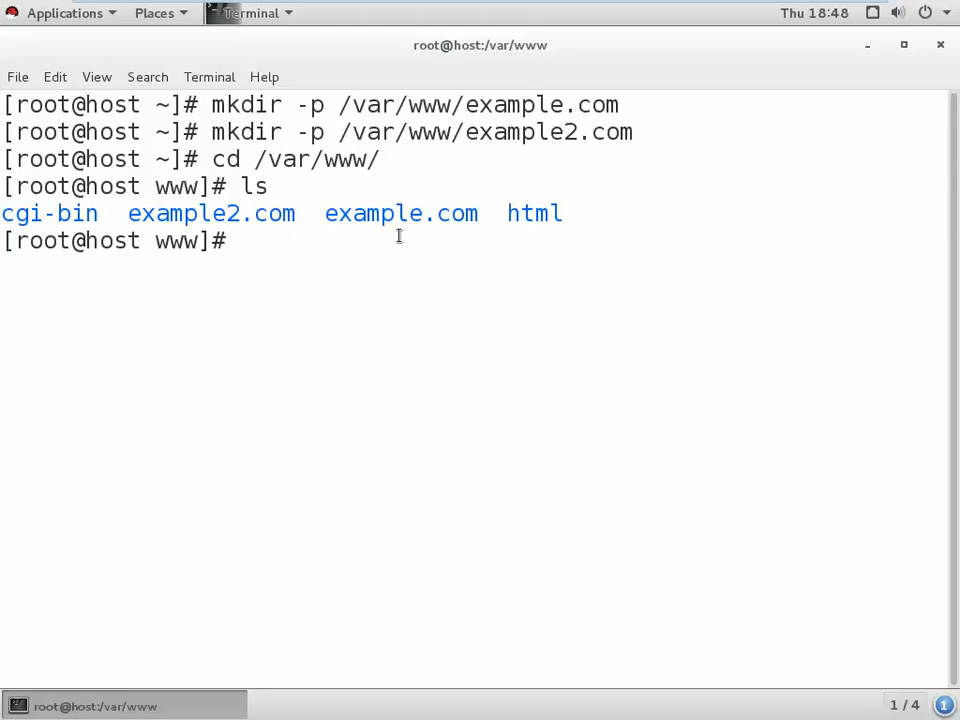 Applications Places Terminal Thu 18:48
root@host:/var/www
File Edit View Search Terminal Help
[root@host ~]# mkdir -p /var/www/example.com
[root@host ~]# mkdir -p /var/www/example2.com
[root@host ~]# cd /var/www/
[root@host www]# ls
cgi-bin  example2.com  example.com  html
[root@host www]#
root@host:/var/www 1 / 4 1